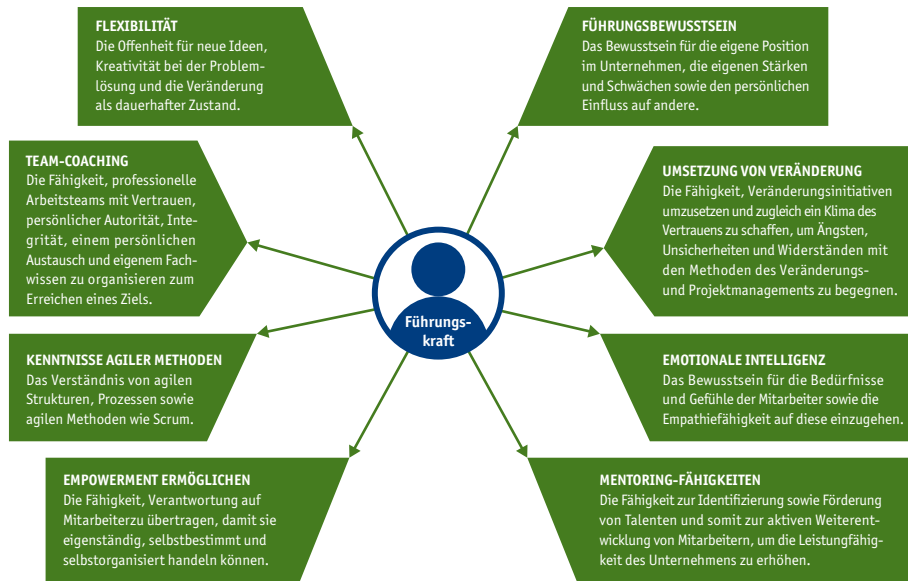 FLEXIBILITÄT
Die Offenheit für neue Ideen,
Kreativität bei der Problem-
lösung und die Veränderung
als dauerhafter Zustand.
FÜHRUNGSBEWUSSTSEIN
Das Bewusstsein für die eigene Position
im Unternehmen, die eigenen Stärken
und Schwächen sowie den persönlichen
Einfluss auf andere.
TEAM-COACHING
Die Fähigkeit, professionelle
Arbeitsteams mit Vertrauen,
persönlicher Autorität, Inte-
grität, einem persönlichen
Austausch und eigenem Fach-
wissen zu organisieren zum
Erreichen eines Ziels.
UMSETZUNG VON VERÄNDERUNG
Die Fähigkeit, Veränderungsinitiativen
umzusetzen und zugleich ein Klima des
Vertrauens zu schaffen, um Ängsten,
Unsicherheiten und Widerständen mit
den Methoden des Veränderungs-
und Projektmanagements zu begegnen.
Führungs-
kraft
KENNTNISSE AGILER METHODEN
Das Verständnis von agilen
Strukturen, Prozessen sowie
agilen Methoden wie Scrum.
EMOTIONALE INTELLIGENZ
Das Bewusstsein für die Bedürfnisse
und Gefühle der Mitarbeiter sowie die
Empathiefähigkeit auf diese einzugehen.
EMPOWERMENT ERMÖGLICHEN
Die Fähigkeit, Verantwortung auf
Mitarbeiterzu übertragen, damit sie
eigenständig, selbstbestimmt und
selbstorganisiert handeln können.
MENTORING-FÄHIGKEITEN
Die Fähigkeit zur Identifizierung sowie Förderung
von Talenten und somit zur aktiven Weiterent-
wicklung von Mitarbeitern, um die Leistungfähig-
keit des Unternehmens zu erhöhen.